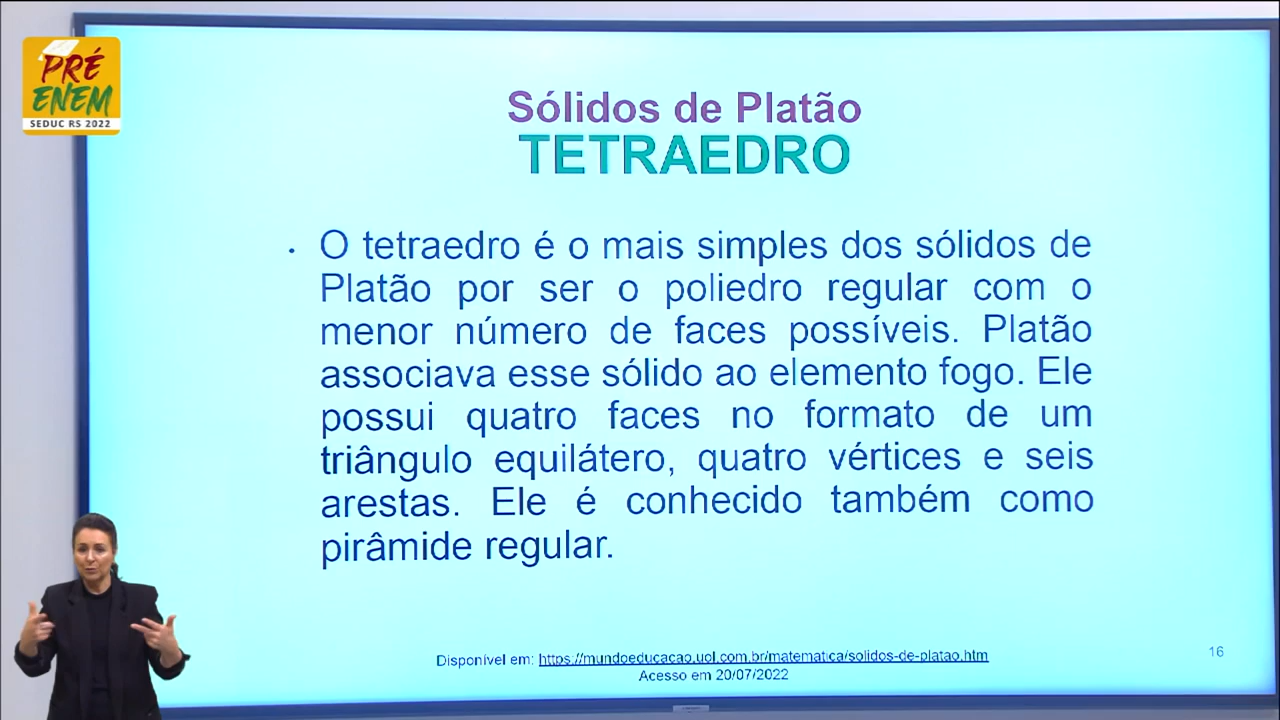 PRÉ
ENEM
SEDUC RS 2022
Sólidos de Platão
TETRAEDRO
• O tetraedro é o mais simples dos sólidos de
Platão por ser o poliedro regular com o
menor número de faces possíveis. Platão
associava esse sólido ao elemento fogo. Ele
possui quatro faces no formato de um
triângulo equilátero, quatro vértices e seis
arestas. Ele é conhecido também como
pirâmide regular.
Disponível em: https://mundoeducacao.uol.com.br/matematica/solidos-de-platao.htm
Acesso em 20/07/2022
16